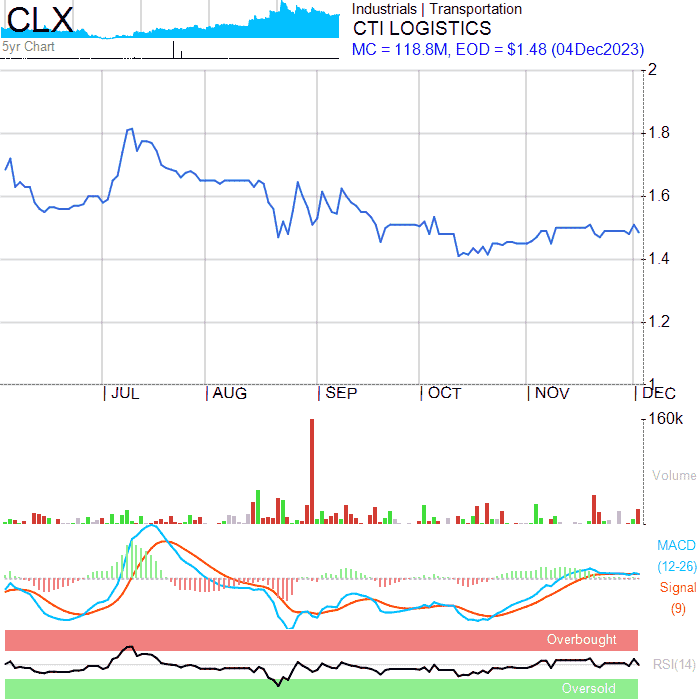 CLX
5yr Chart
Industrials | Transportation
CTI LOGISTICS
MC = 118.8M, EOD = $1.48 (04Dec2023)
2
1.8
1.6
1.4
1.2
1
JUL AUG SEP OCT NOV DEC
160k
Volume
MACD
(12-26)
Signal
(9)
Overbought
RSI(14)
Oversold